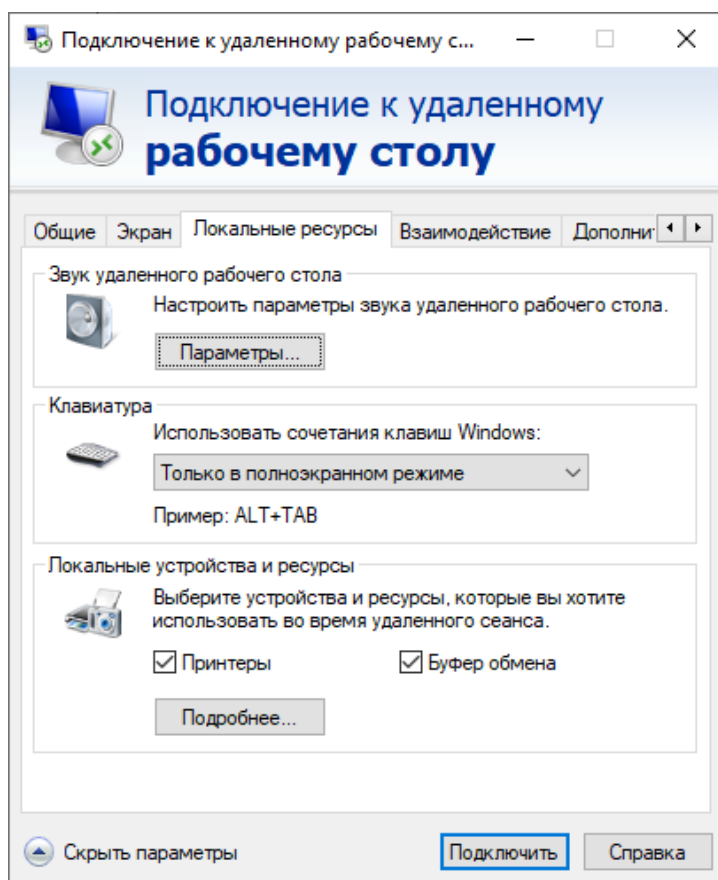 Подключение к удаленному рабочему с...
Подключение к удаленному
рабочему столу
Общие Экран Локальные ресурсы Взаимодействие Дополни
Звук удаленного рабочего стола
Настроить параметры звука удаленного рабочего стола.
Параметры...
Клавиатура
Использовать сочетания клавиш Windows:
Только в полноэкранном режиме
Пример: ALT+TAB
Локальные устройства и ресурсы
Выберите устройства и ресурсы, которые вы хотите
использовать во время удаленного сеанса.
Принтеры Буфер обмена
Подробнее...
Скрыть параметры Подключить Справка